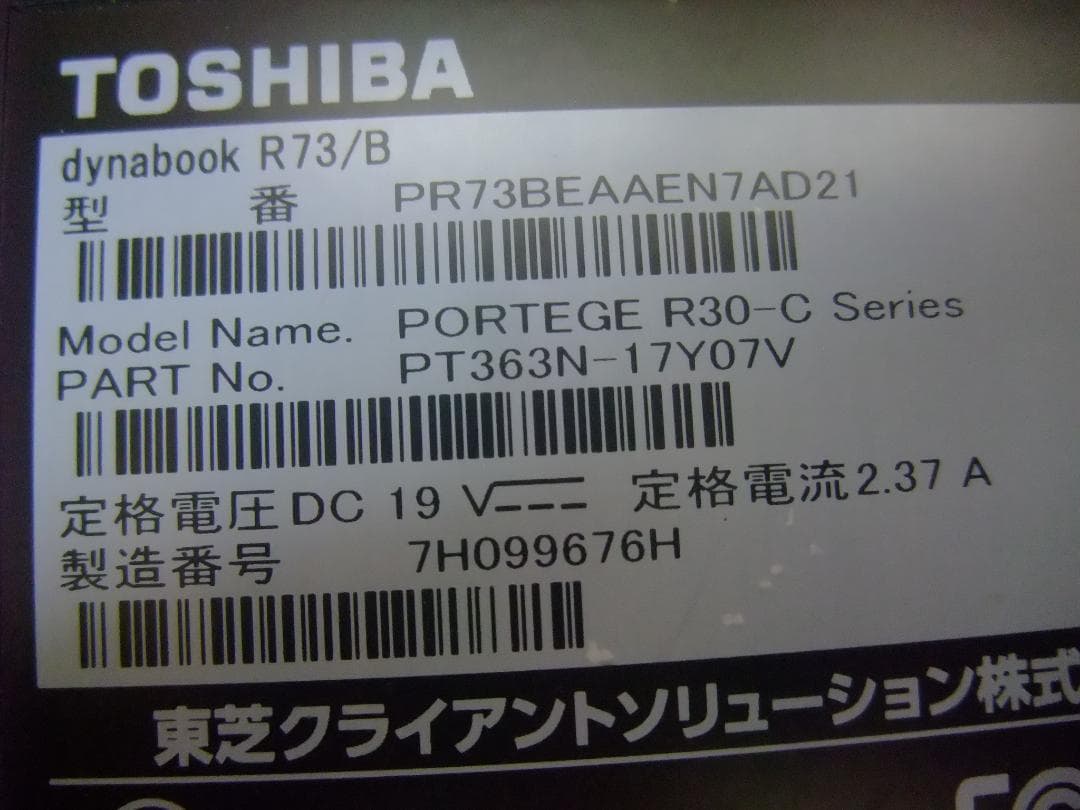 TOSHIBA
dynabook R73/B
型 番 PR73BEAAEN7AD21
Model Name. PORTEGE R30-C Series
PART No. PT363N-17Y07V
定格電圧DC 19 V 定格電流2.37 A
製造番号 7H099676H
東芝クライアントソリューション株式